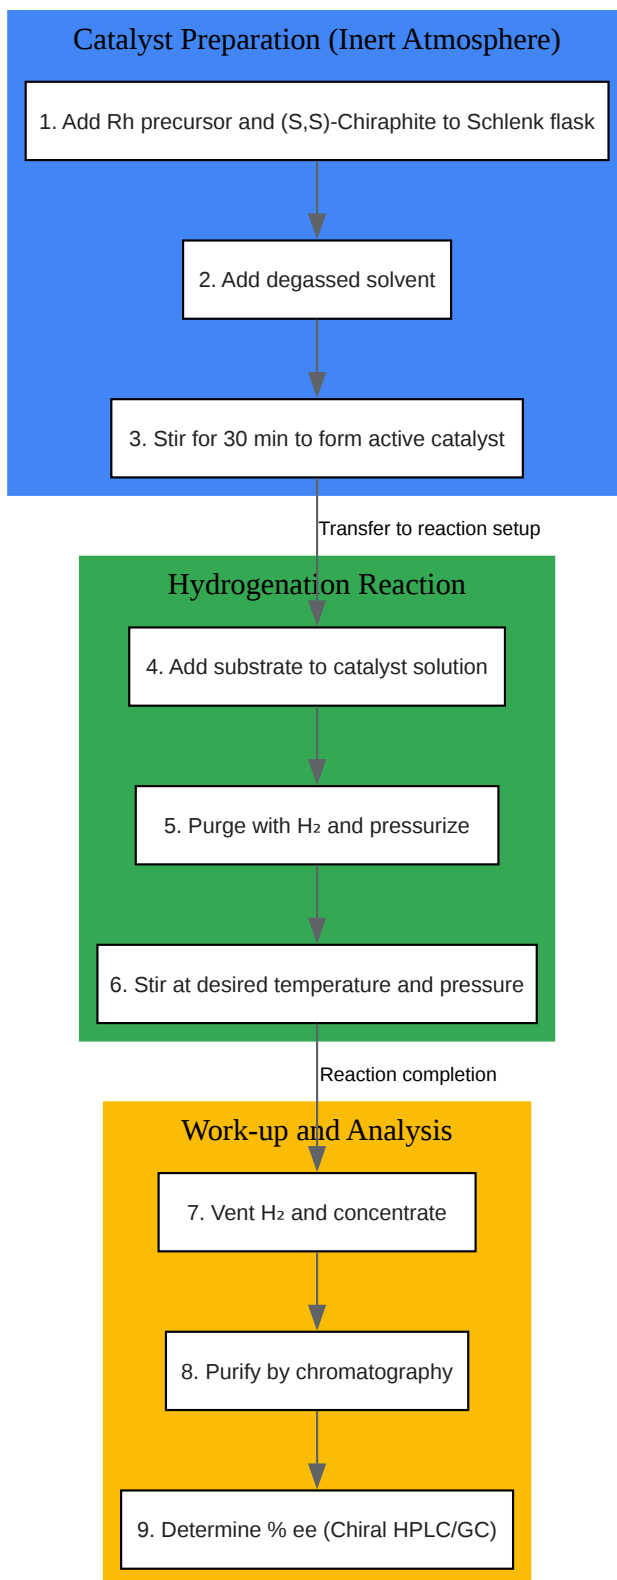 Catalyst Preparation (Inert Atmosphere)
1. Add Rh precursor and (S,S)-Chiraphite to Schlenk flask
2. Add degassed solvent
3. Stir for 30 min to form active catalyst
Transfer to reaction setup
Hydrogenation Reaction
4. Add substrate to catalyst solution
5. Purge with H₂ and pressurize
6. Stir at desired temperature and pressure
Reaction completion
Work-up and Analysis
7. Vent H₂ and concentrate
8. Purify by chromatography
9. Determine % ee (Chiral HPLC/GC)